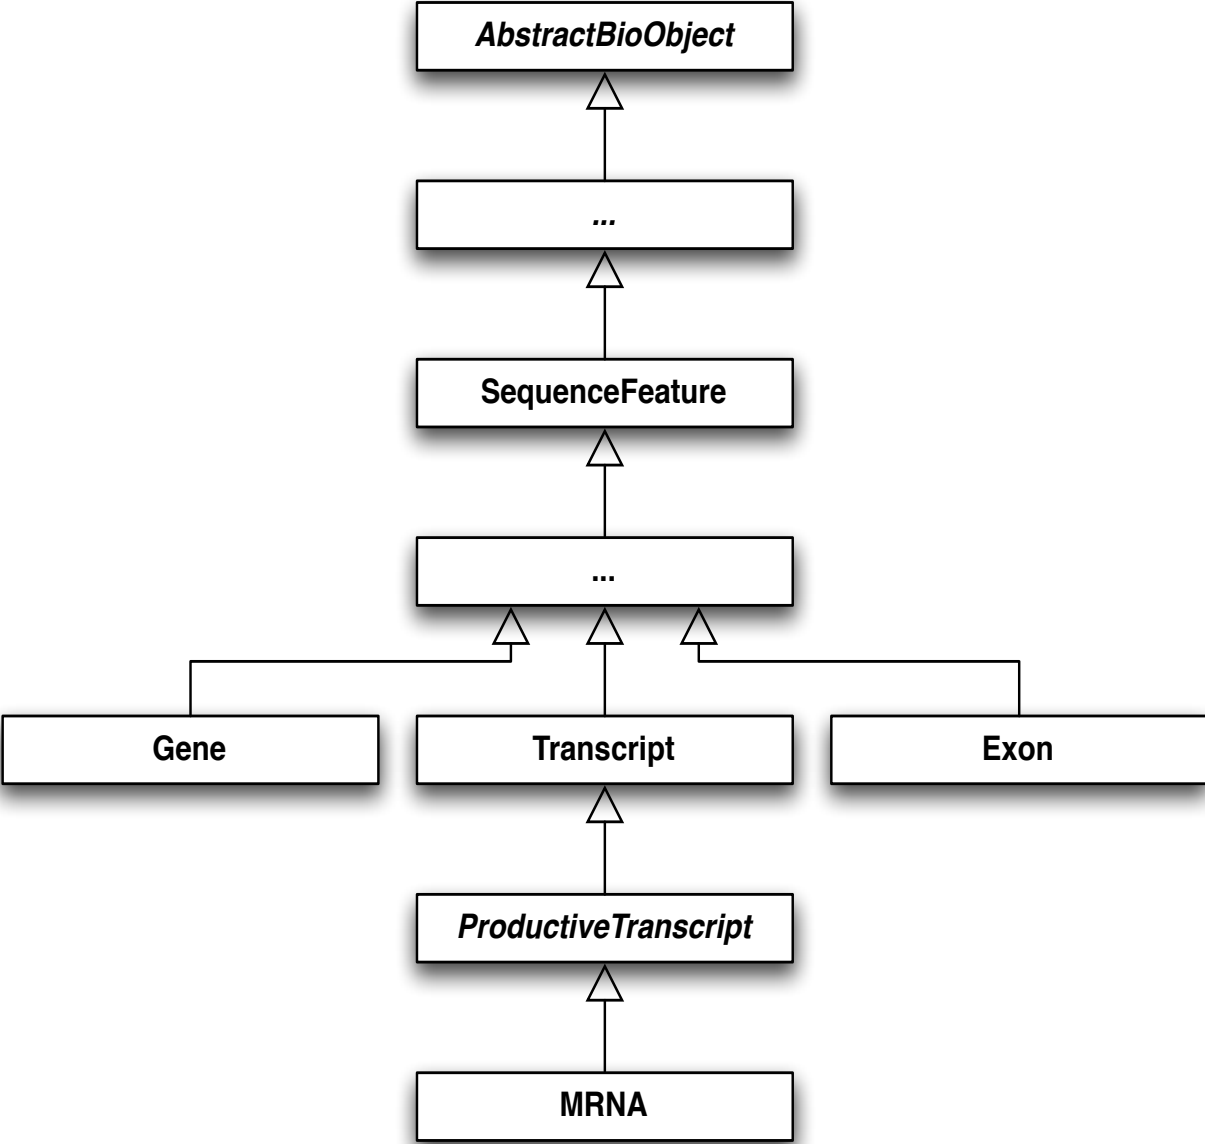 AbstractBioObject
...
SequenceFeature
...
Gene
Transcript
Exon
ProductiveTranscript
MRNA